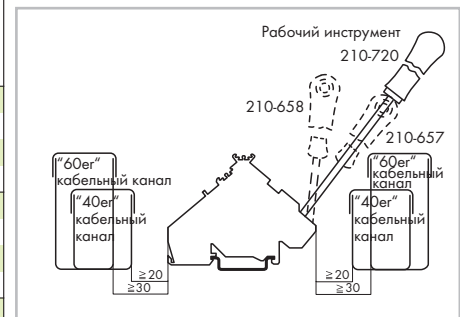 Рабочий инструмент
210-720
210-658
210-657
"60er"
кабельный канал
"40er"
кабельный
канал
"60er"
кабельный
канал
"40er"
кабельный
канал
≧20
≧30
≧20
≧30